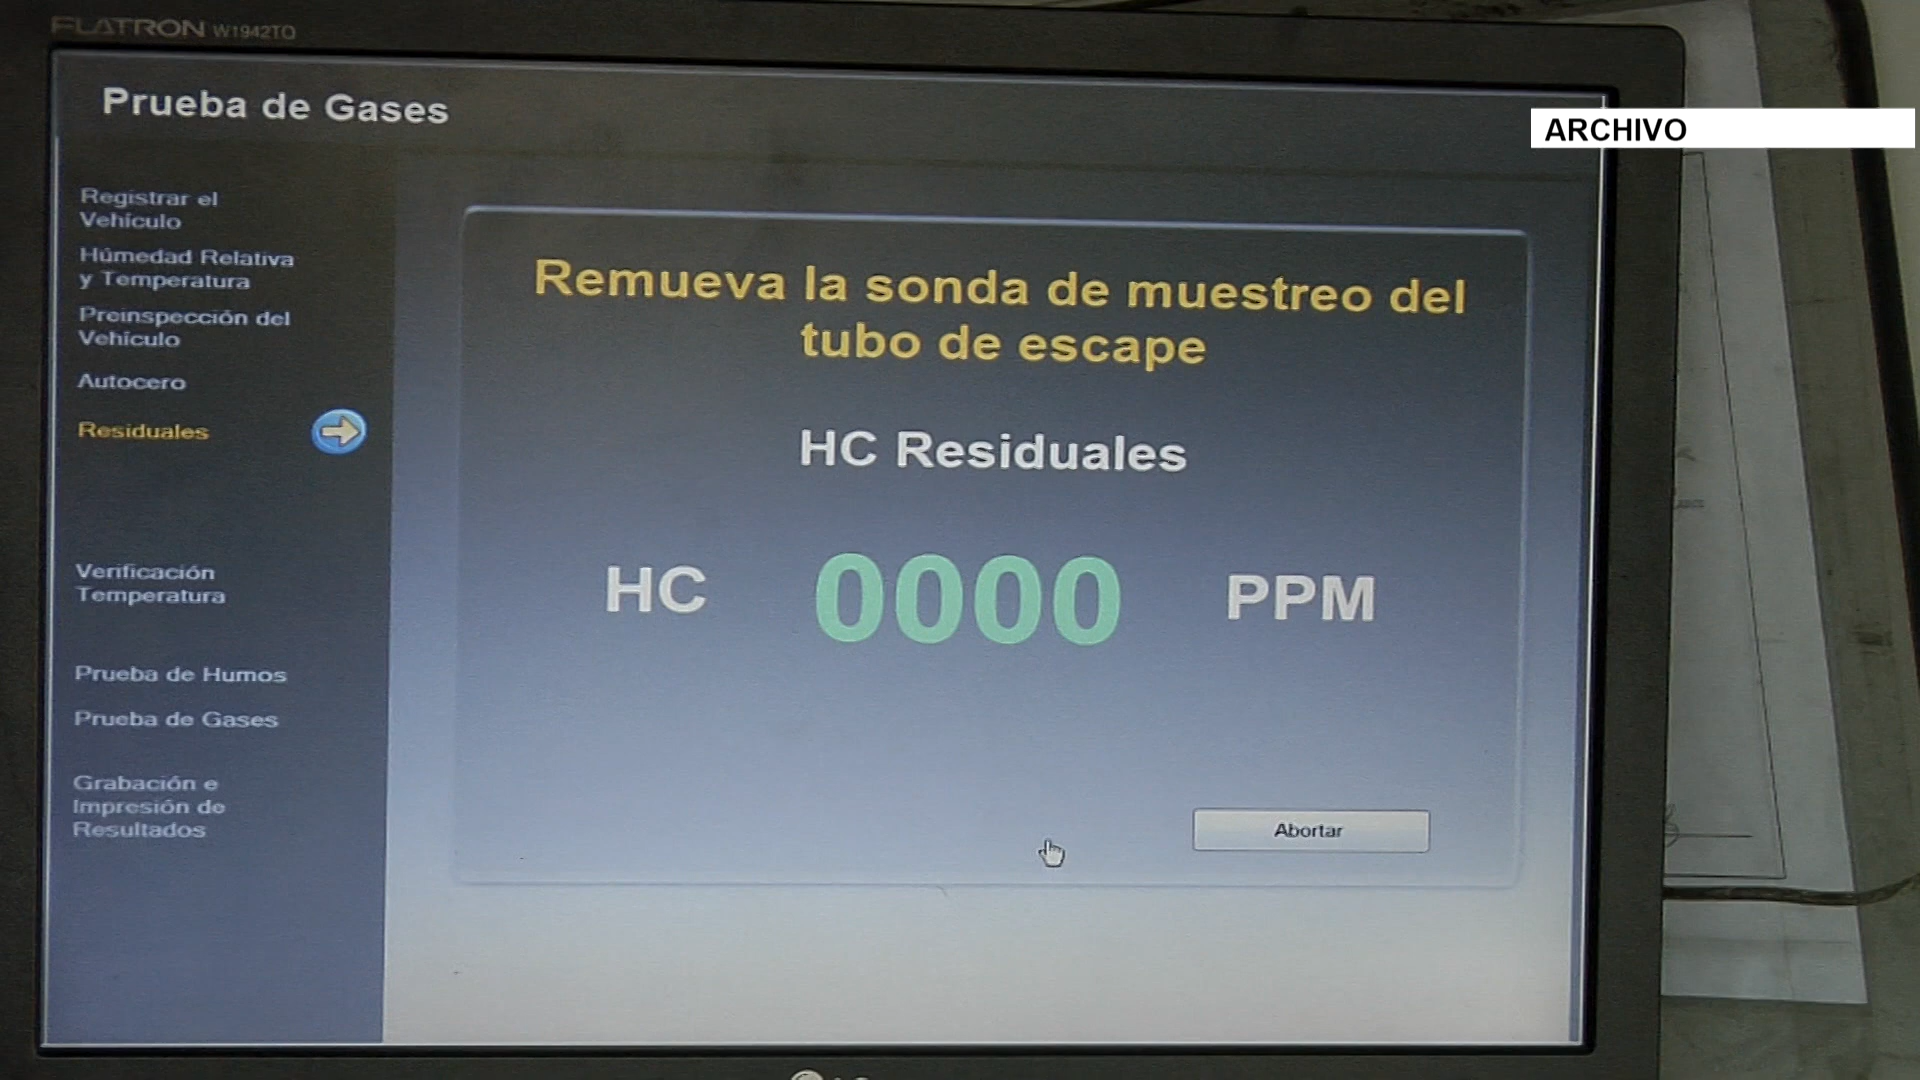 FLATRON W1942TQ
Prueba de Gases
ARCHIVO
Registrar el
Vehículo
Húmedad Relativa
y Temperatura
Preinspección del
Vehículo
Autocero
Residuales
Verificación
Temperatura
Prueba de Humos
Prueba de Gases
Grabación e
Impresión de
Resultados
Remueva la sonda de muestreo del
tubo de escape
HC Residuales
HC 0000 PPM
Abortar